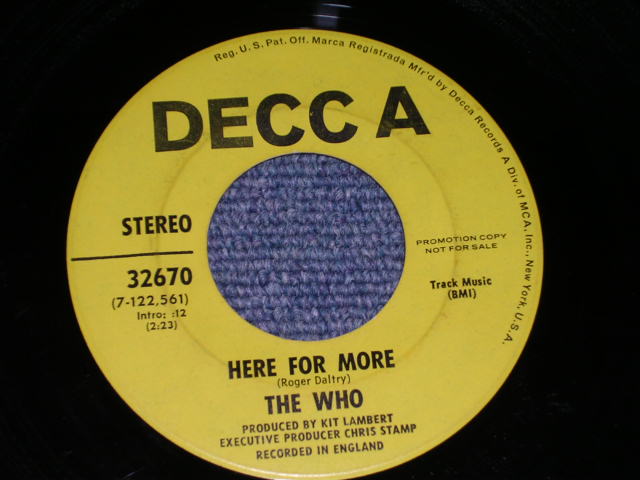 Reg. U.S. Pat. Off. Marca Registrada Mfr'd by Decca Records A Div. of MCA, Inc., New York, U.S.A.
DECCA
STEREO
32670
(7-122,561)
Intro: :12
(2:23)
PROMOTION COPY
NOT FOR SALE
Track Music
(BMI)
HERE FOR MORE
(Roger Daltry)
THE WHO
PRODUCED BY KIT LAMBERT
EXECUTIVE PRODUCER CHRIS STAMP
RECORDED IN ENGLAND